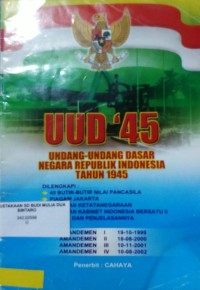 UUD '45
UNDANG-UNDANG DASAR
NEGARA REPUBLIK INDONESIA
TAHUN 1945
DILENGKAPI :
BUTIR-BUTIR NILAI PANCASILA
PIAGAM JAKARTA
KETATANEGARAAN
KABINET INDONESIA BERSATU II
DAN PENJELASANNYA
AMANDEMEN I 19-10-1999
AMANDEMEN II 18-08-2000
AMANDEMEN III 10-11-2001
AMANDEMEN IV 10-08-2002
Penerbit : CAHAYA